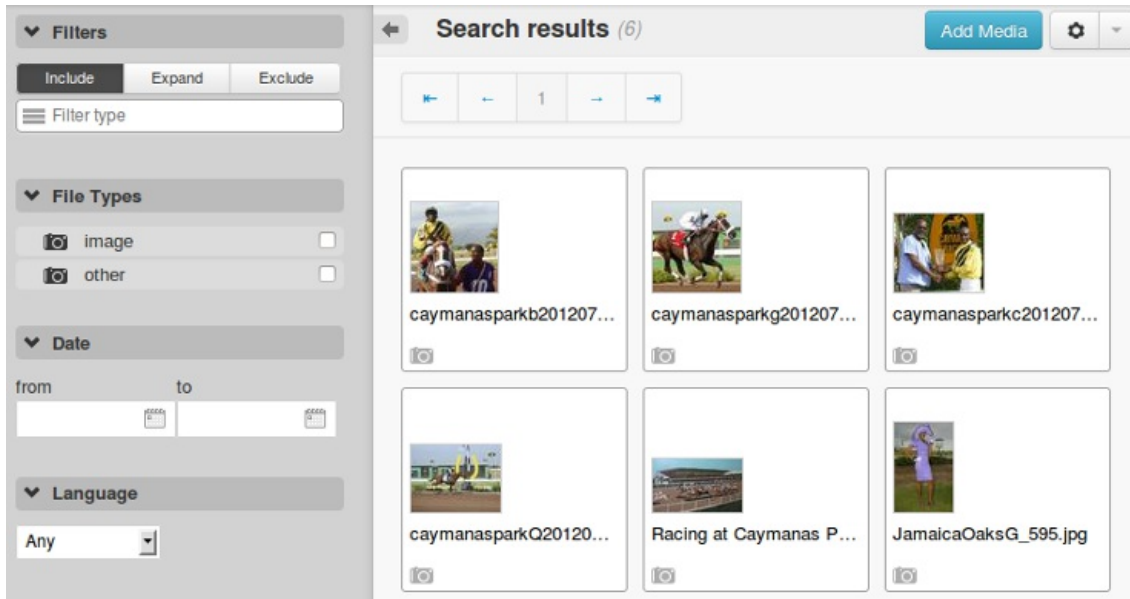 Filters
Include Expand Exclude
Filter type
File Types
image
other
Date
from to
Language
Any
Search results (6)
Add Media
1
caymanasparkb201207...
caymanasparkg201207...
caymanasparkc201207...
caymanasparkQ20120...
Racing at Caymanas P...
JamaicaOaksG_595.jpg